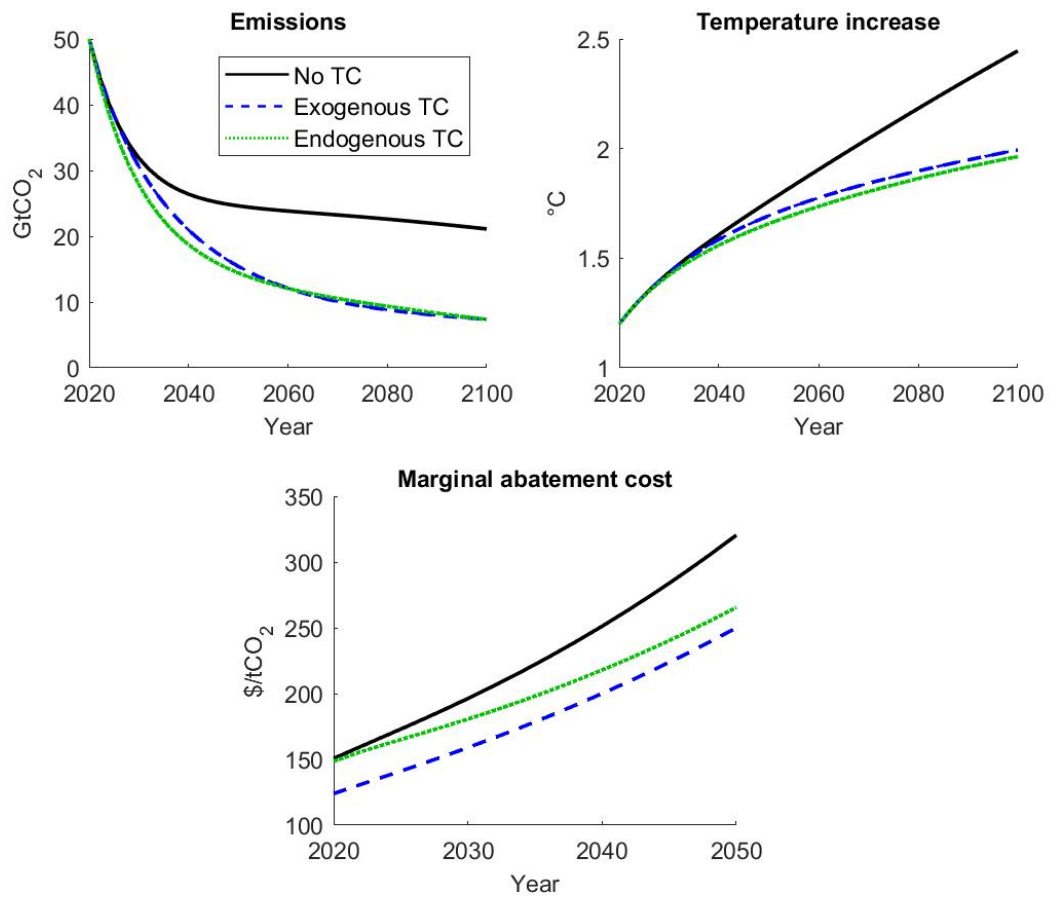 Emissions
50
40
30
20
10
0
GtCO2
No TC
Exogenous TC
Endogenous TC
2020 2040 2060 2080 2100
Year
Temperature increase
2.5
2
1.5
1
°C
2020 2040 2060 2080 2100
Year
Marginal abatement cost
350
300
250
200
150
100
$/tCO2
2020 2030 2040 2050
Year